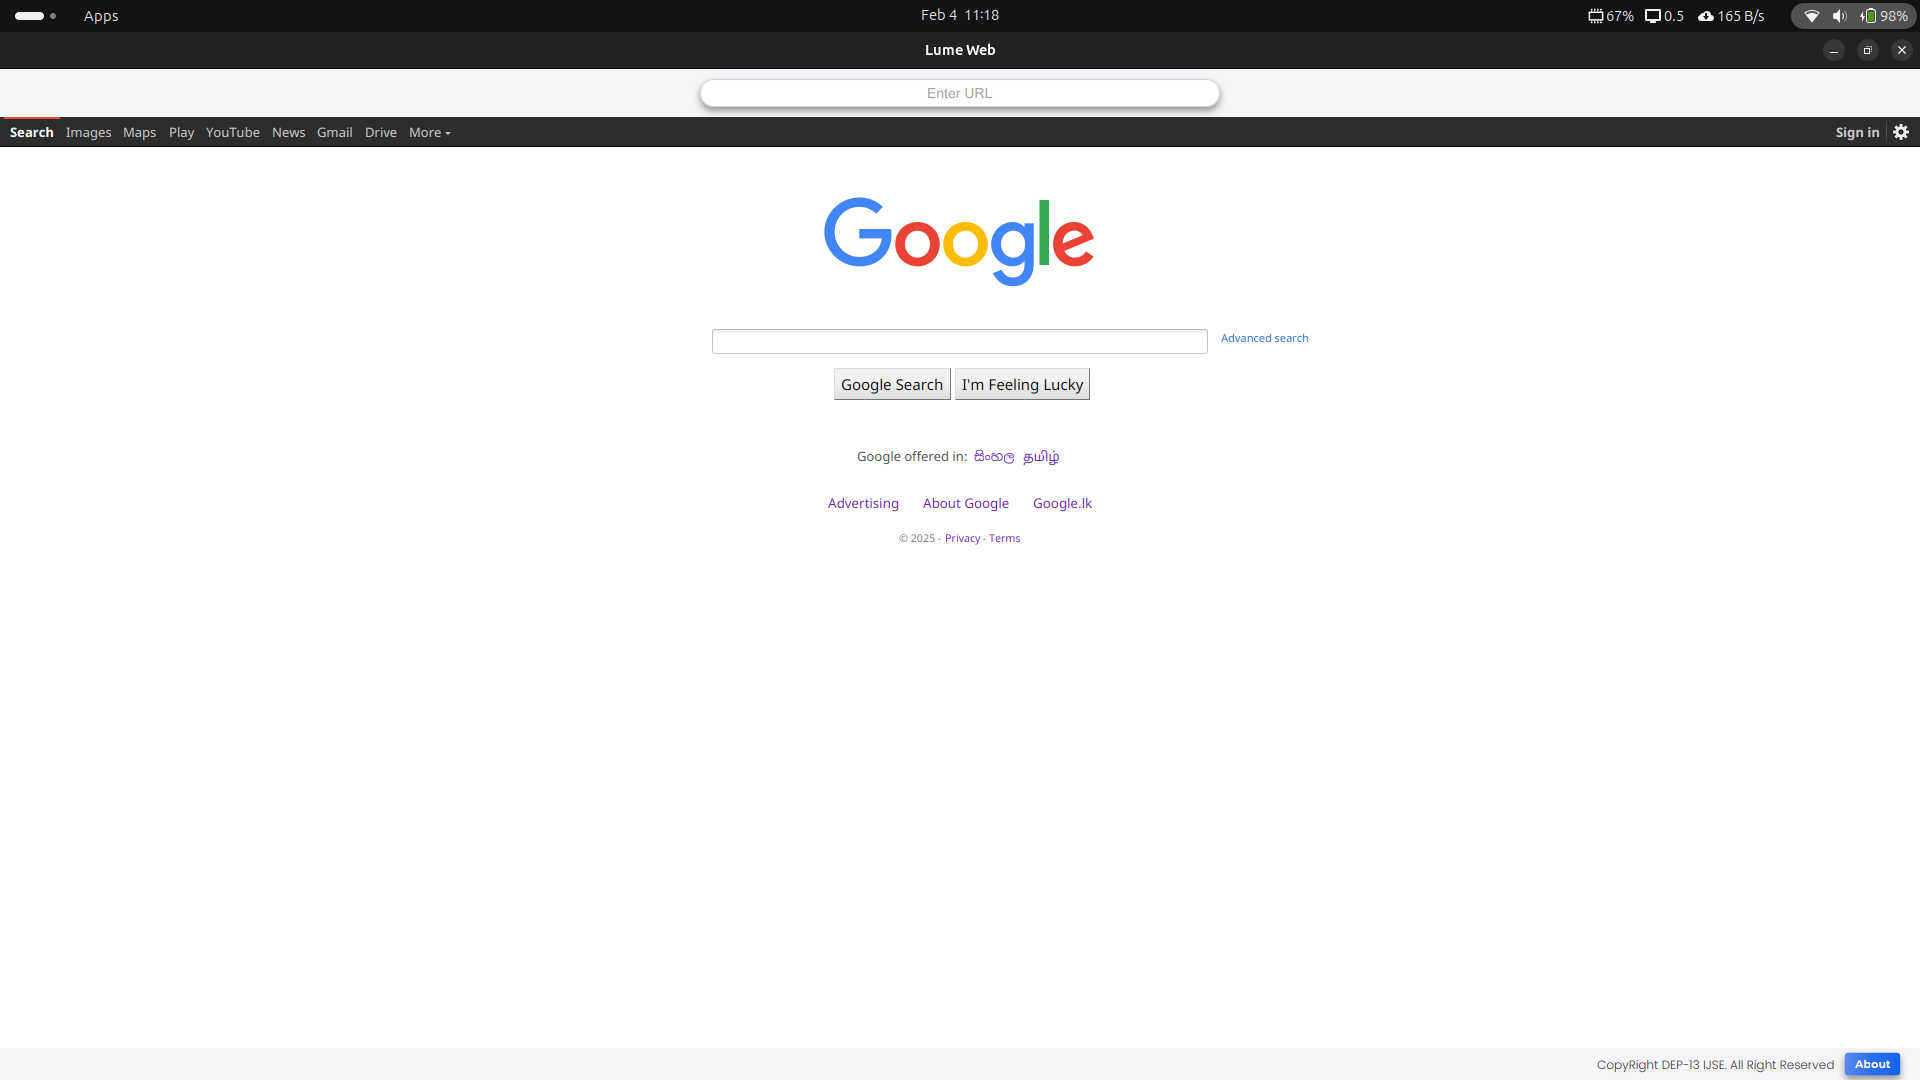 Apps
Feb 4 11:18
67% 0.5 165 B/s 98%
Lume Web
Enter URL
Search Images Maps Play YouTube News Gmail Drive More
Sign in
Google
Advanced search
Google Search I'm Feeling Lucky
Google offered in: සිංහල தமிழ்
Advertising About Google Google.lk
© 2025 - Privacy - Terms
CopyRight DEP-13 IJSE. All Right Reserved About